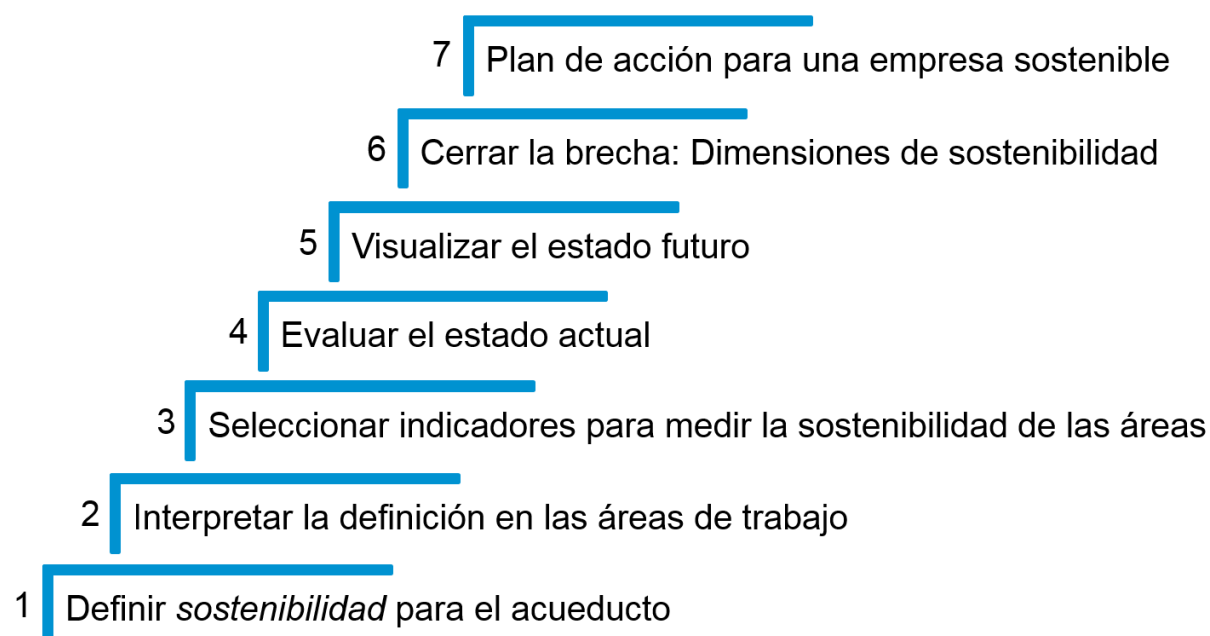 7 Plan de acción para una empresa sostenible
6 Cerrar la brecha: Dimensiones de sostenibilidad
5 Visualizar el estado futuro
4 Evaluar el estado actual
3 Seleccionar indicadores para medir la sostenibilidad de las áreas
2 Interpretar la definición en las áreas de trabajo
1 Definir sostenibilidad para el acueducto